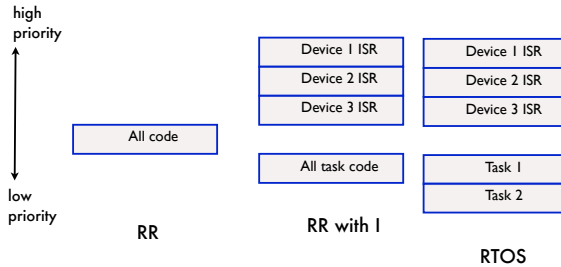 high
priority
Device 1 ISR
Device 1 ISR
Device 2 ISR
Device 2 ISR
Device 3 ISR
Device 3 ISR
All code
All task code
Task 1
Task 2
low
priority
RR
RR with I
RTOS